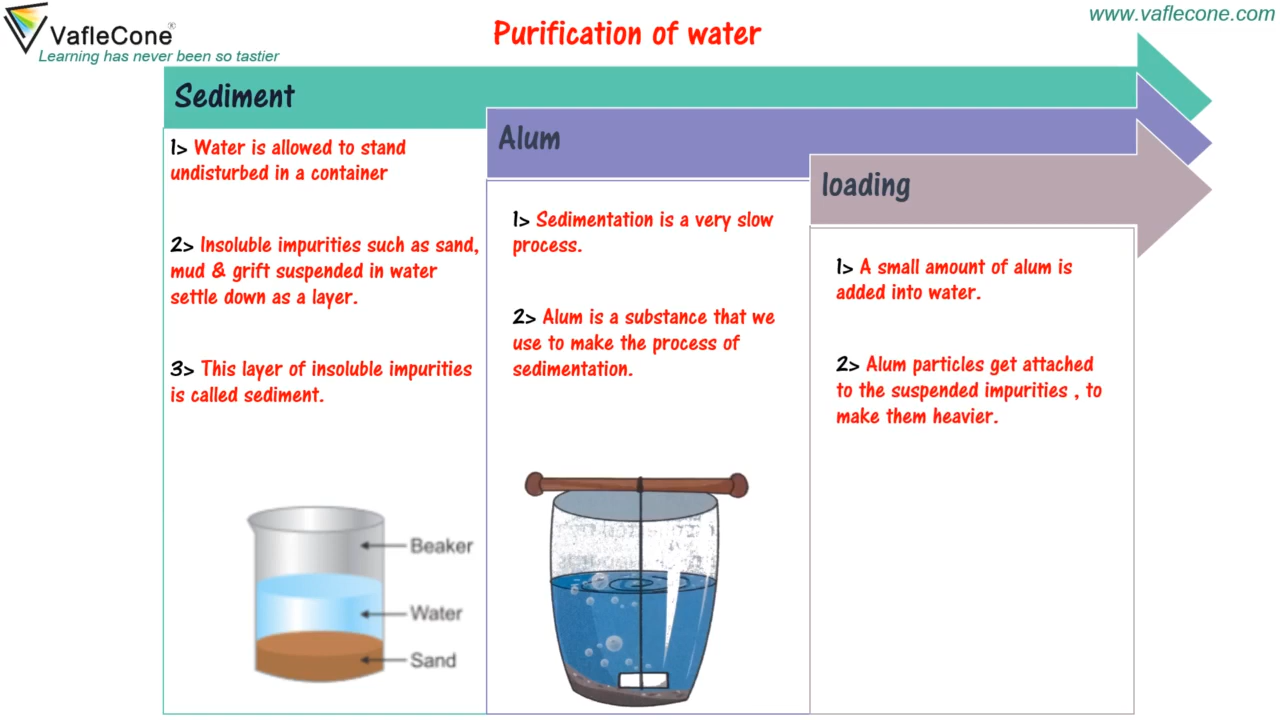 VafleCone®
Learning has never been so tastier
Purification of water
www.vaflecone.com
Sediment
1> Water is allowed to stand
undisturbed in a container
2> Insoluble impurities such as sand,
mud & grift suspended in water
settle down as a layer.
3> This layer of insoluble impurities
is called sediment.
Beaker
Water
Sand
Alum
1> Sedimentation is a very slow
process.
2> Alum is a substance that we
use to make the process of
sedimentation.
loading
1> A small amount of alum is
added into water.
2> Alum particles get attached
to the suspended impurities , to
make them heavier.